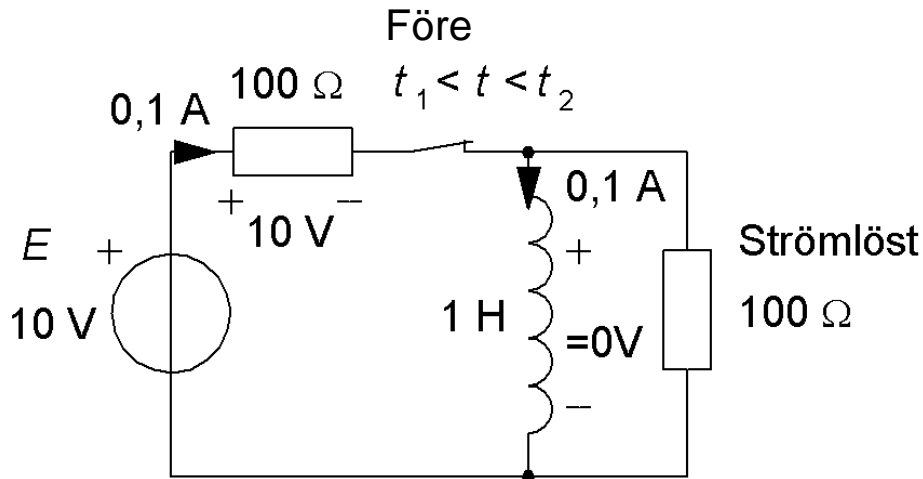 Före
t₁ < t < t₂
100 Ω
0,1 A
+ 10 V --
0,1 A
E +
10 V
1 H
+
=0V
--
Strömlöst
100 Ω